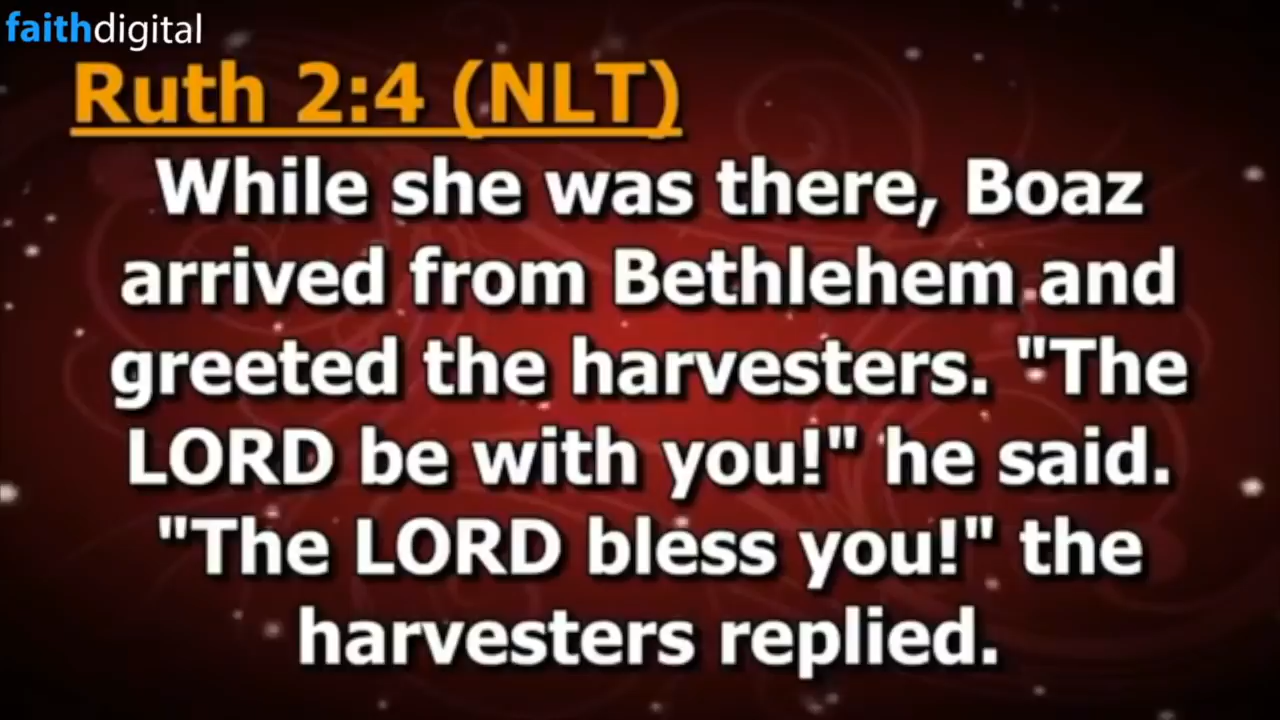 faithdigital
Ruth 2:4 (NLT)
While she was there, Boaz
arrived from Bethlehem and
greeted the harvesters. "The
LORD be with you!" he said.
"The LORD bless you!" the
harvesters replied.